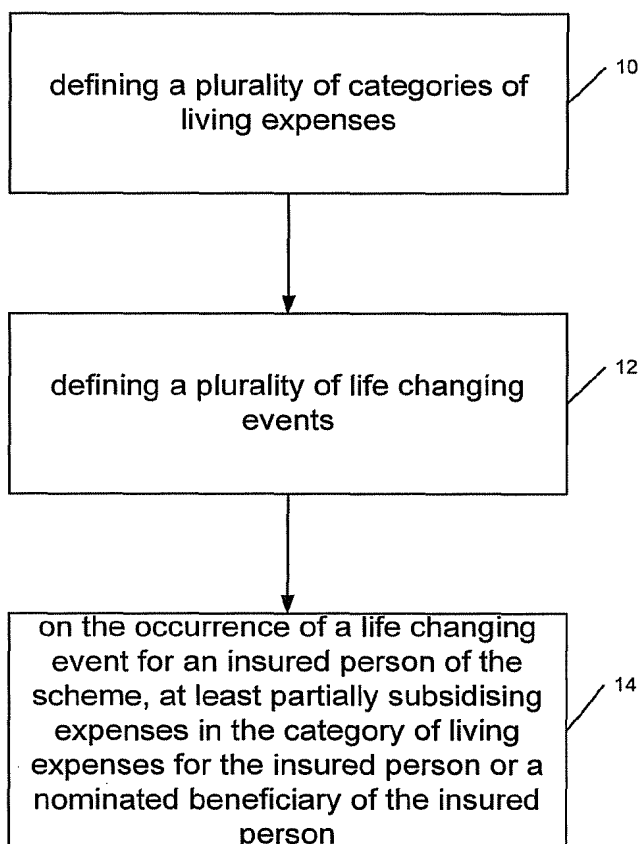 defining a plurality of categories of
living expenses
10
defining a plurality of life changing
events
12
on the occurrence of a life changing
event for an insured person of the
scheme, at least partially subsidising
expenses in the category of living
expenses for the insured person or a
nominated beneficiary of the insured
person
14